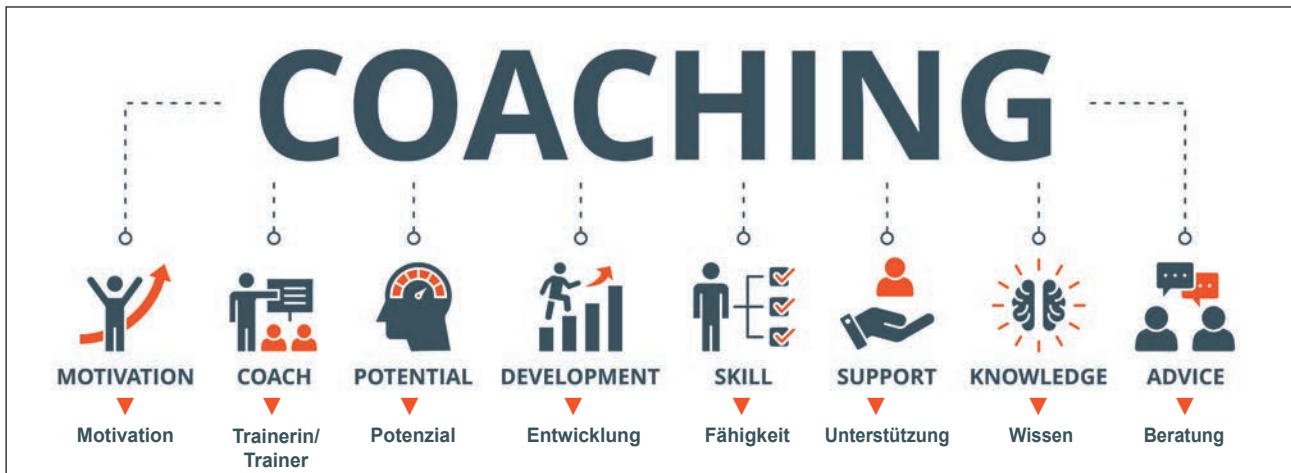 COACHING
MOTIVATION
COACH
POTENTIAL
DEVELOPMENT
SKILL
SUPPORT
KNOWLEDGE
ADVICE
Motivation
Trainerin/
Trainer
Potenzial
Entwicklung
Fähigkeit
Unterstützung
Wissen
Beratung